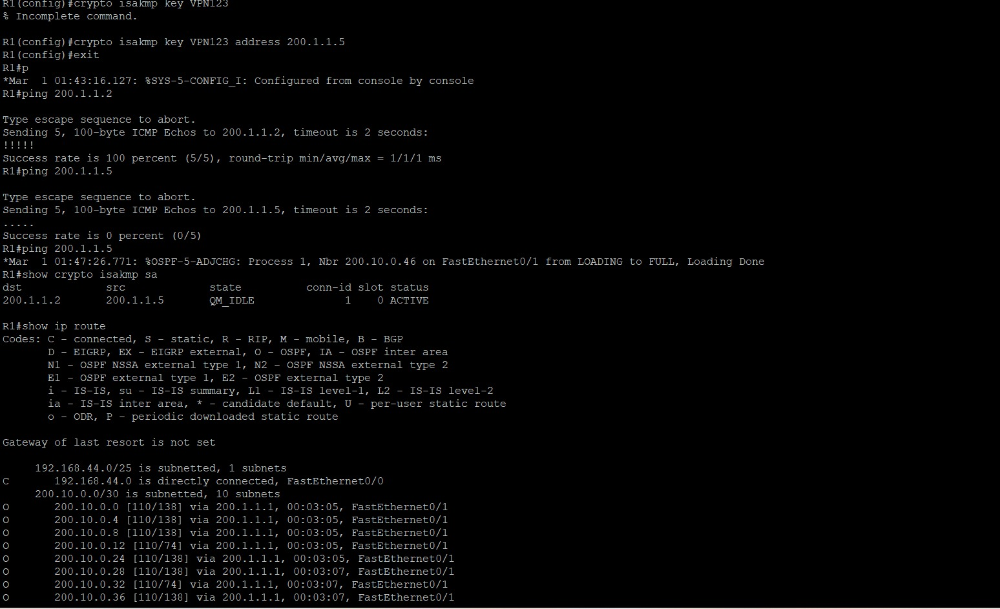 R1(config)#crypto isakmp key VPN123
% Incomplete command.
R1(config)#crypto isakmp key VPN123 address 200.1.1.5
R1(config)#exit
R1#p
*Mar  1 01:43:16.127: %SYS-5-CONFIG_I: Configured from console by console
R1#ping 200.1.1.2
Type escape sequence to abort.
Sending 5, 100-byte ICMP Echos to 200.1.1.2, timeout is 2 seconds:
!!!!!
Success rate is 100 percent (5/5), round-trip min/avg/max = 1/1/1 ms
R1#ping 200.1.1.5
Type escape sequence to abort.
Sending 5, 100-byte ICMP Echos to 200.1.1.5, timeout is 2 seconds:
.....
Success rate is 0 percent (0/5)
R1#ping 200.1.1.5
*Mar  1 01:47:26.771: %OSPF-5-ADJCHG: Process 1, Nbr 200.10.0.46 on FastEthernet0/1 from LOADING to FULL, Loading Done
R1#show crypto isakmp sa
dst             src             state          conn-id slot status
200.1.1.2       200.1.1.5       QM_IDLE              1    0 ACTIVE
R1#show ip route
Codes: C - connected, S - static, R - RIP, M - mobile, B - BGP
       D - EIGRP, EX - EIGRP external, O - OSPF, IA - OSPF inter area
       N1 - OSPF NSSA external type 1, N2 - OSPF NSSA external type 2
       E1 - OSPF external type 1, E2 - OSPF external type 2
       i - IS-IS, su - IS-IS summary, L1 - IS-IS level-1, L2 - IS-IS level-2
       ia - IS-IS inter area, * - candidate default, U - per-user static route
       o - ODR, P - periodic downloaded static route
Gateway of last resort is not set
     192.168.44.0/25 is subnetted, 1 subnets
C       192.168.44.0 is directly connected, FastEthernet0/0
     200.10.0.0/30 is subnetted, 10 subnets
O       200.10.0.0 [110/138] via 200.1.1.1, 00:03:05, FastEthernet0/1
O       200.10.0.4 [110/138] via 200.1.1.1, 00:03:05, FastEthernet0/1
O       200.10.0.8 [110/138] via 200.1.1.1, 00:03:05, FastEthernet0/1
O       200.10.0.12 [110/74] via 200.1.1.1, 00:03:05, FastEthernet0/1
O       200.10.0.24 [110/138] via 200.1.1.1, 00:03:05, FastEthernet0/1
O       200.10.0.28 [110/138] via 200.1.1.1, 00:03:07, FastEthernet0/1
O       200.10.0.32 [110/74] via 200.1.1.1, 00:03:07, FastEthernet0/1
O       200.10.0.36 [110/138] via 200.1.1.1, 00:03:07, FastEthernet0/1